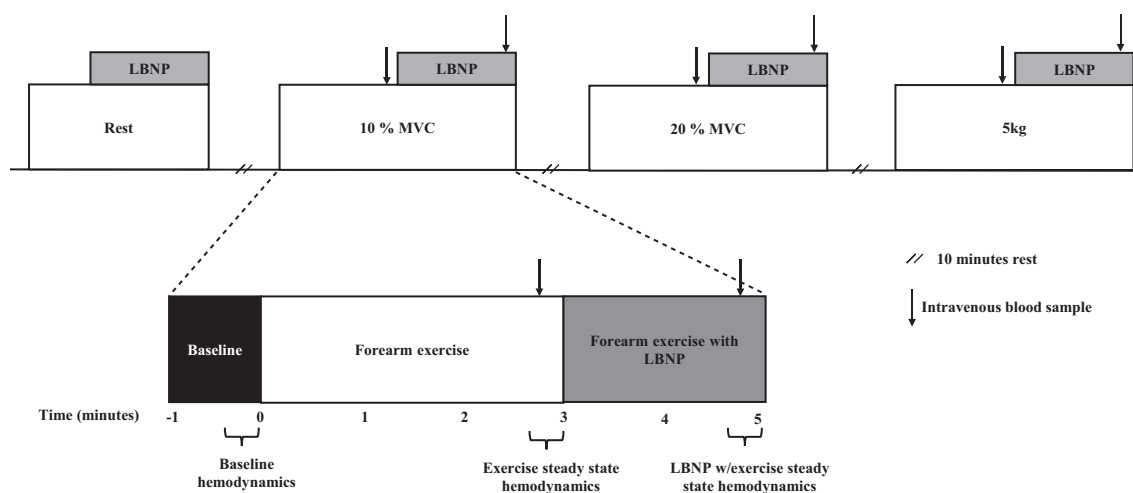 LBNP
LBNP
LBNP
LBNP
Rest
10 % MVC
20 % MVC
5kg
10 minutes rest
Intravenous blood sample
Baseline
Forearm exercise
Forearm exercise with
LBNP
Time (minutes)
-1
0
1
2
3
4
5
Baseline
hemodynamics
Exercise steady state
hemodynamics
LBNP w/exercise steady
state hemodynamics